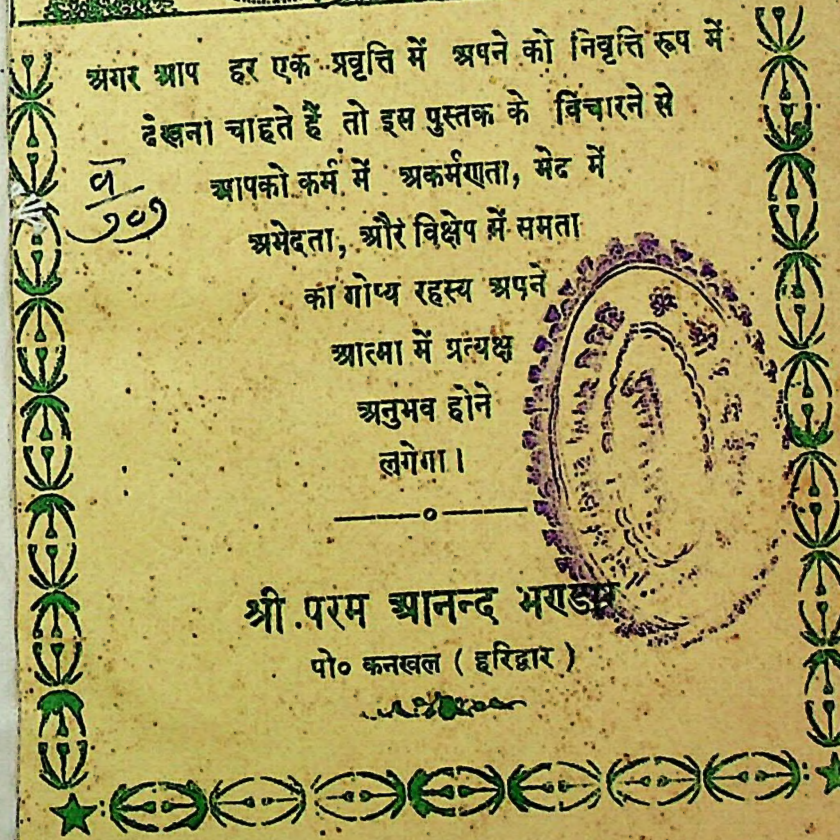 अगर आप हर एक प्रवृत्ति में अपने को निवृत्ति रूप में
देखना चाहते हैं तो इस पुस्तक के विचारने से
आपको कर्म में अकर्मणता, भेद में
अभेदता, और विक्षेप में समता
का गोप्य रहस्य अपने
आत्मा में प्रत्यक्ष
अनुभव होने
लगेगा।
श्री परम आनन्द भण्डार
पो० कनखल ( हरिद्वार )